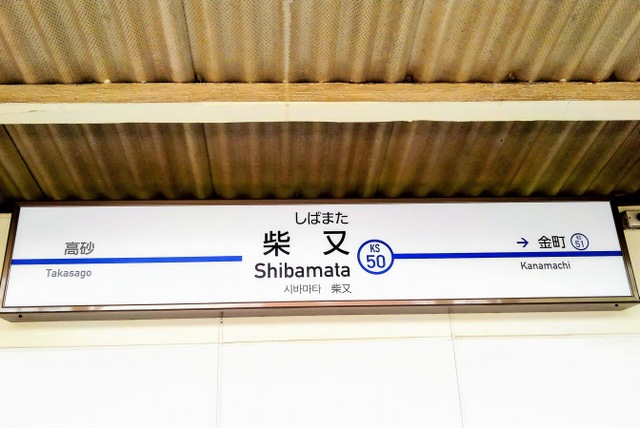 高砂
Takasago
しばまた
柴又
Shibamata
시바마타 柴又
KS
50
→ 金町
KS
51
Kanamachi